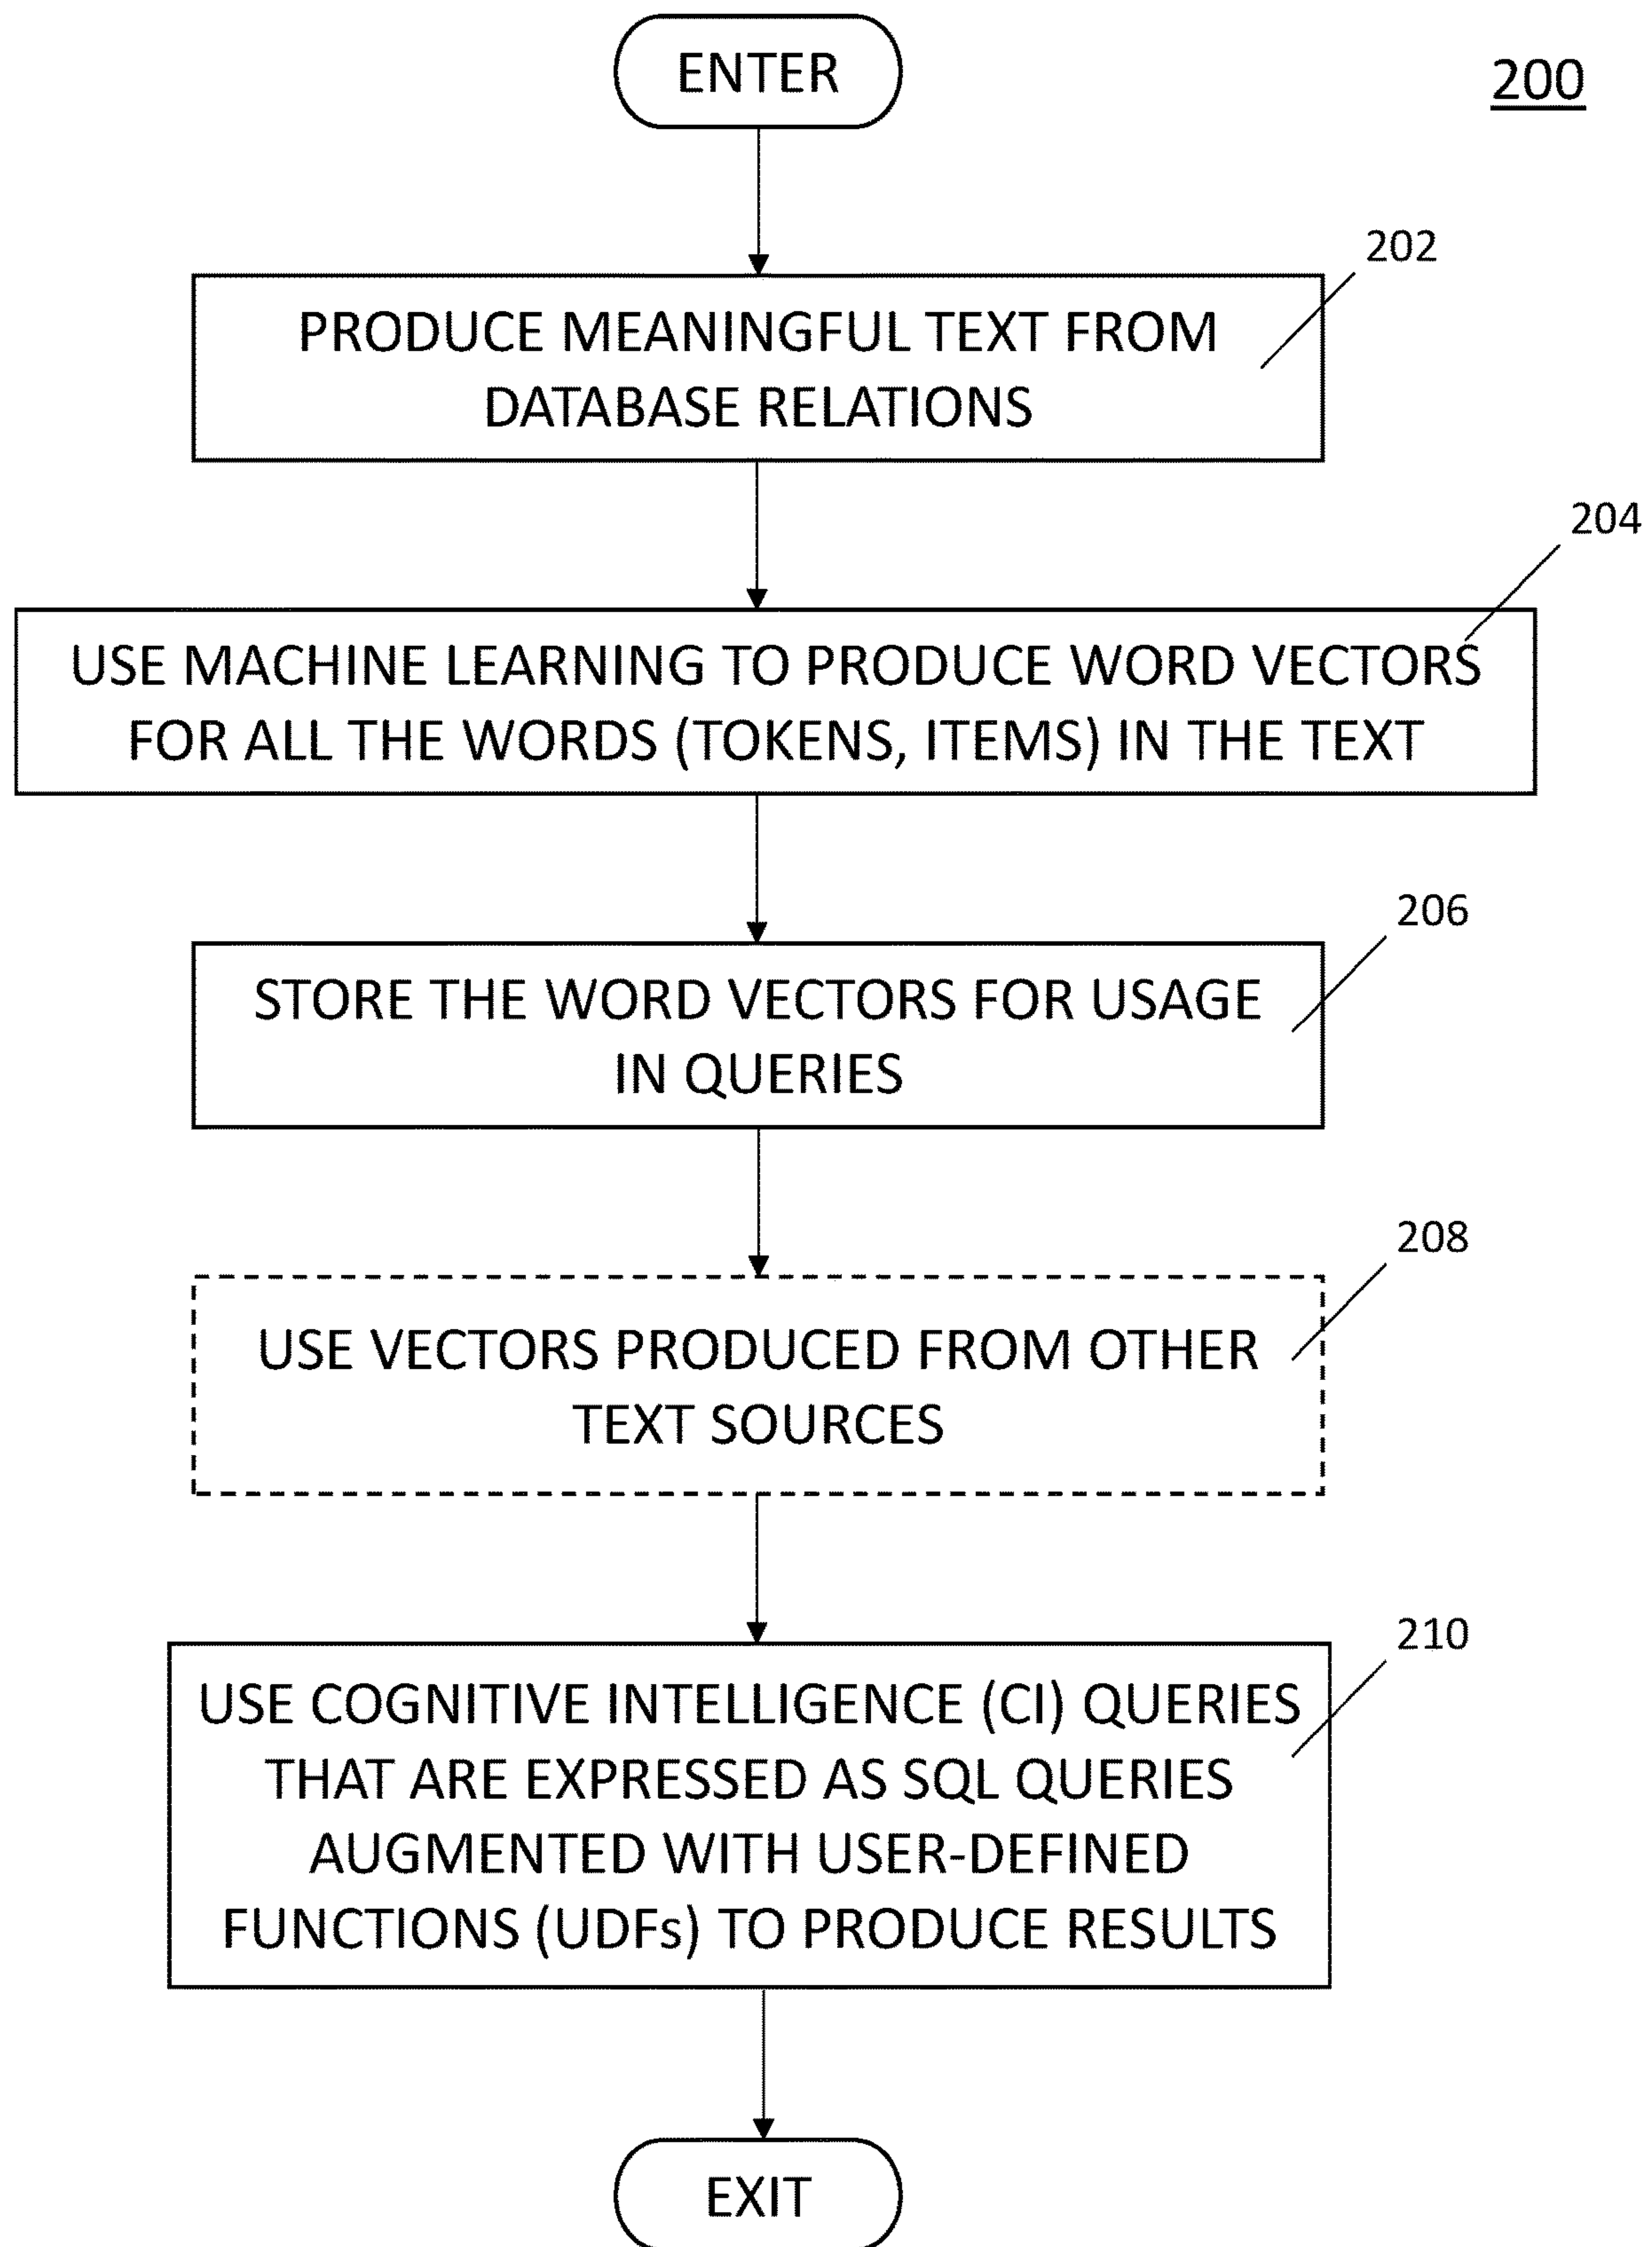 ENTER
200
202
PRODUCE MEANINGFUL TEXT FROM
DATABASE RELATIONS
204
USE MACHINE LEARNING TO PRODUCE WORD VECTORS
FOR ALL THE WORDS (TOKENS, ITEMS) IN THE TEXT
206
STORE THE WORD VECTORS FOR USAGE
IN QUERIES
208
USE VECTORS PRODUCED FROM OTHER
TEXT SOURCES
210
USE COGNITIVE INTELLIGENCE (CI) QUERIES
THAT ARE EXPRESSED AS SQL QUERIES
AUGMENTED WITH USER-DEFINED
FUNCTIONS (UDFs) TO PRODUCE RESULTS
EXIT